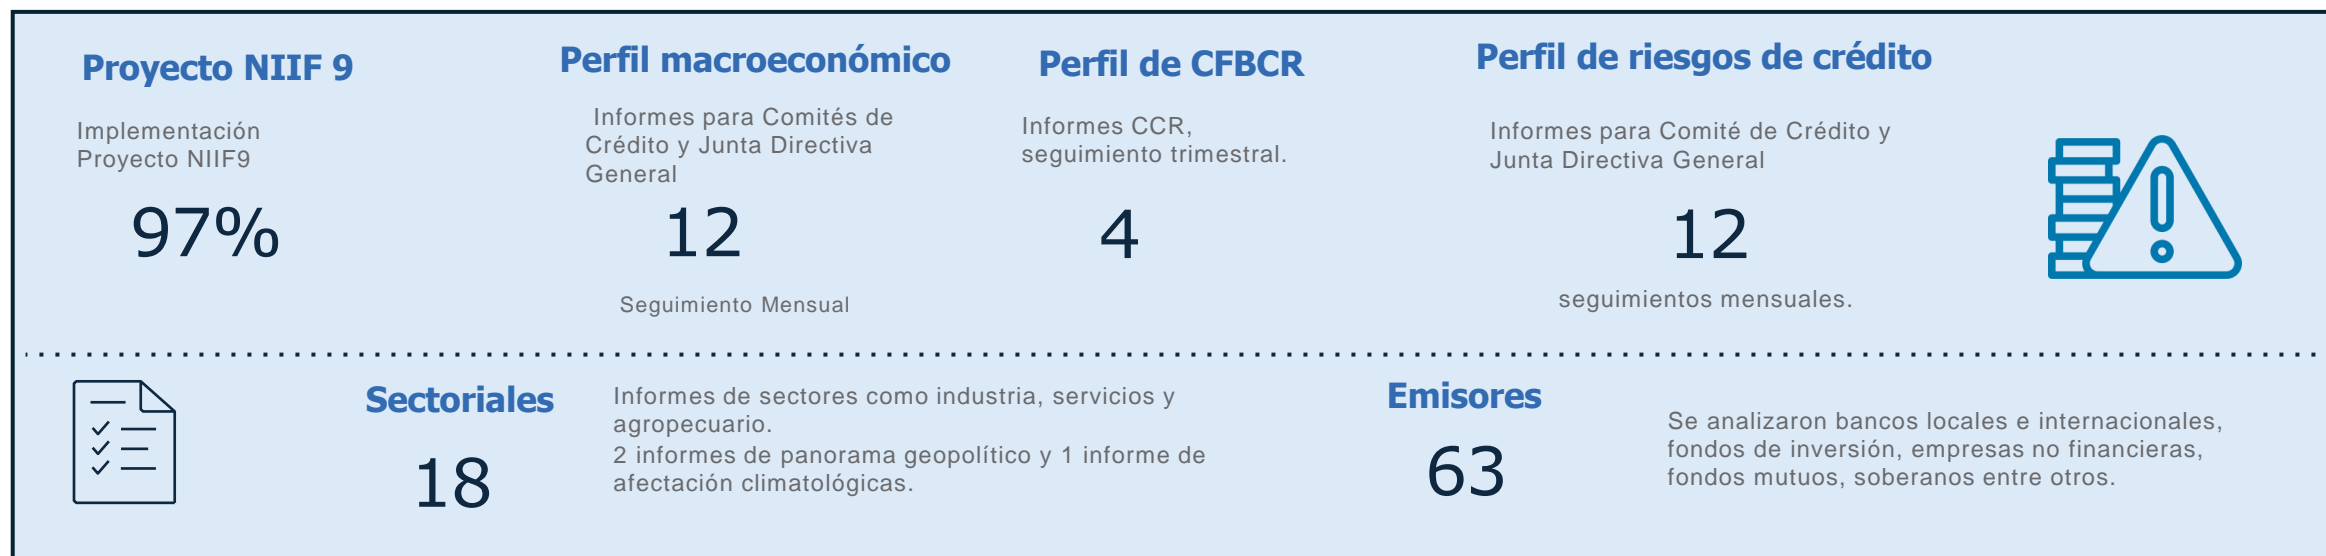 Proyecto NIIF 9
Implementación
Proyecto NIIF9
97%
Perfil macroeconómico
Informes para Comités de
Crédito y Junta Directiva
General
12
Seguimiento Mensual
Perfil de CFBCR
Informes CCR,
seguimiento trimestral.
4
Perfil de riesgos de crédito
Informes para Comité de Crédito y
Junta Directiva General
12
seguimientos mensuales.
Sectoriales
18
Informes de sectores como industria, servicios y
agropecuario.
2 informes de panorama geopolítico y 1 informe de
afectación climatológicas.
Emisores
63
Se analizaron bancos locales e internacionales,
fondos de inversión, empresas no financieras,
fondos mutuos, soberanos entre otros.